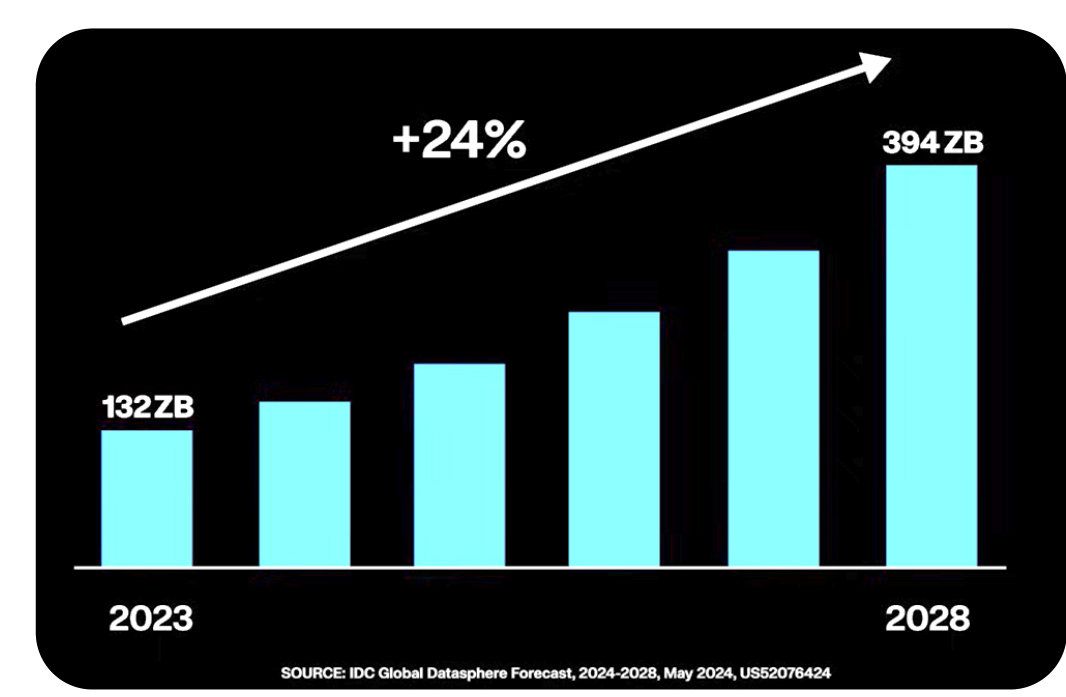 +24%
394 ZB
132 ZB
2023
2028
SOURCE: IDC Global Datasphere Forecast, 2024-2028, May 2024, US52076424